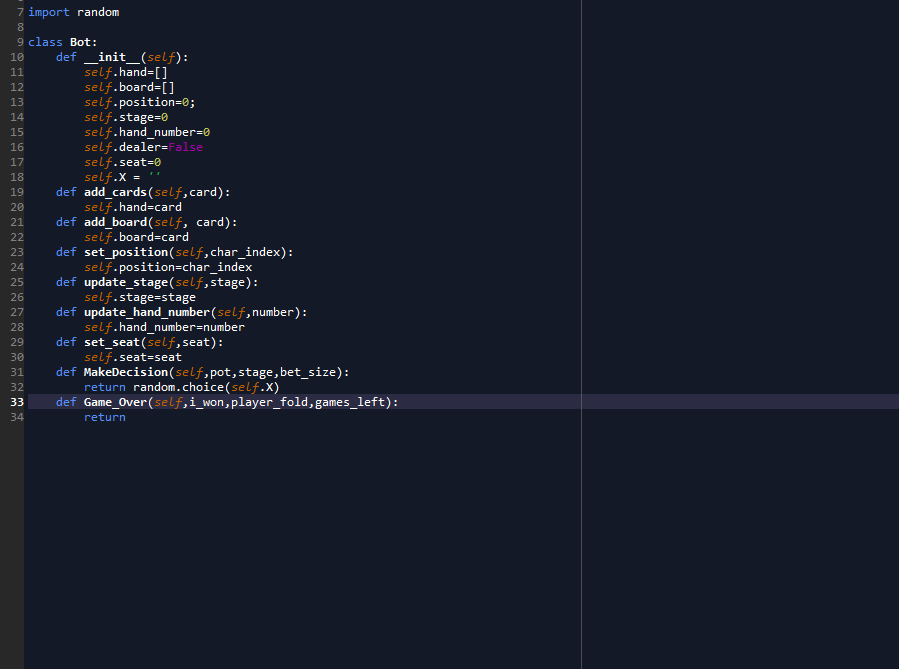 7 import random
8
9 class Bot:
10     def __init__(self):
11         self.hand=[]
12         self.board=[]
13         self.position=0;
14         self.stage=0
15         self.hand_number=0
16         self.dealer=False
17         self.seat=0
18         self.X = ''
19     def add_cards(self,card):
20         self.hand=card
21     def add_board(self, card):
22         self.board=card
23     def set_position(self,char_index):
24         self.position=char_index
25     def update_stage(self,stage):
26         self.stage=stage
27     def update_hand_number(self,number):
28         self.hand_number=number
29     def set_seat(self,seat):
30         self.seat=seat
31     def MakeDecision(self,pot,stage,bet_size):
32         return random.choice(self.X)
33     def Game_Over(self,i_won,player_fold,games_left):
34         return